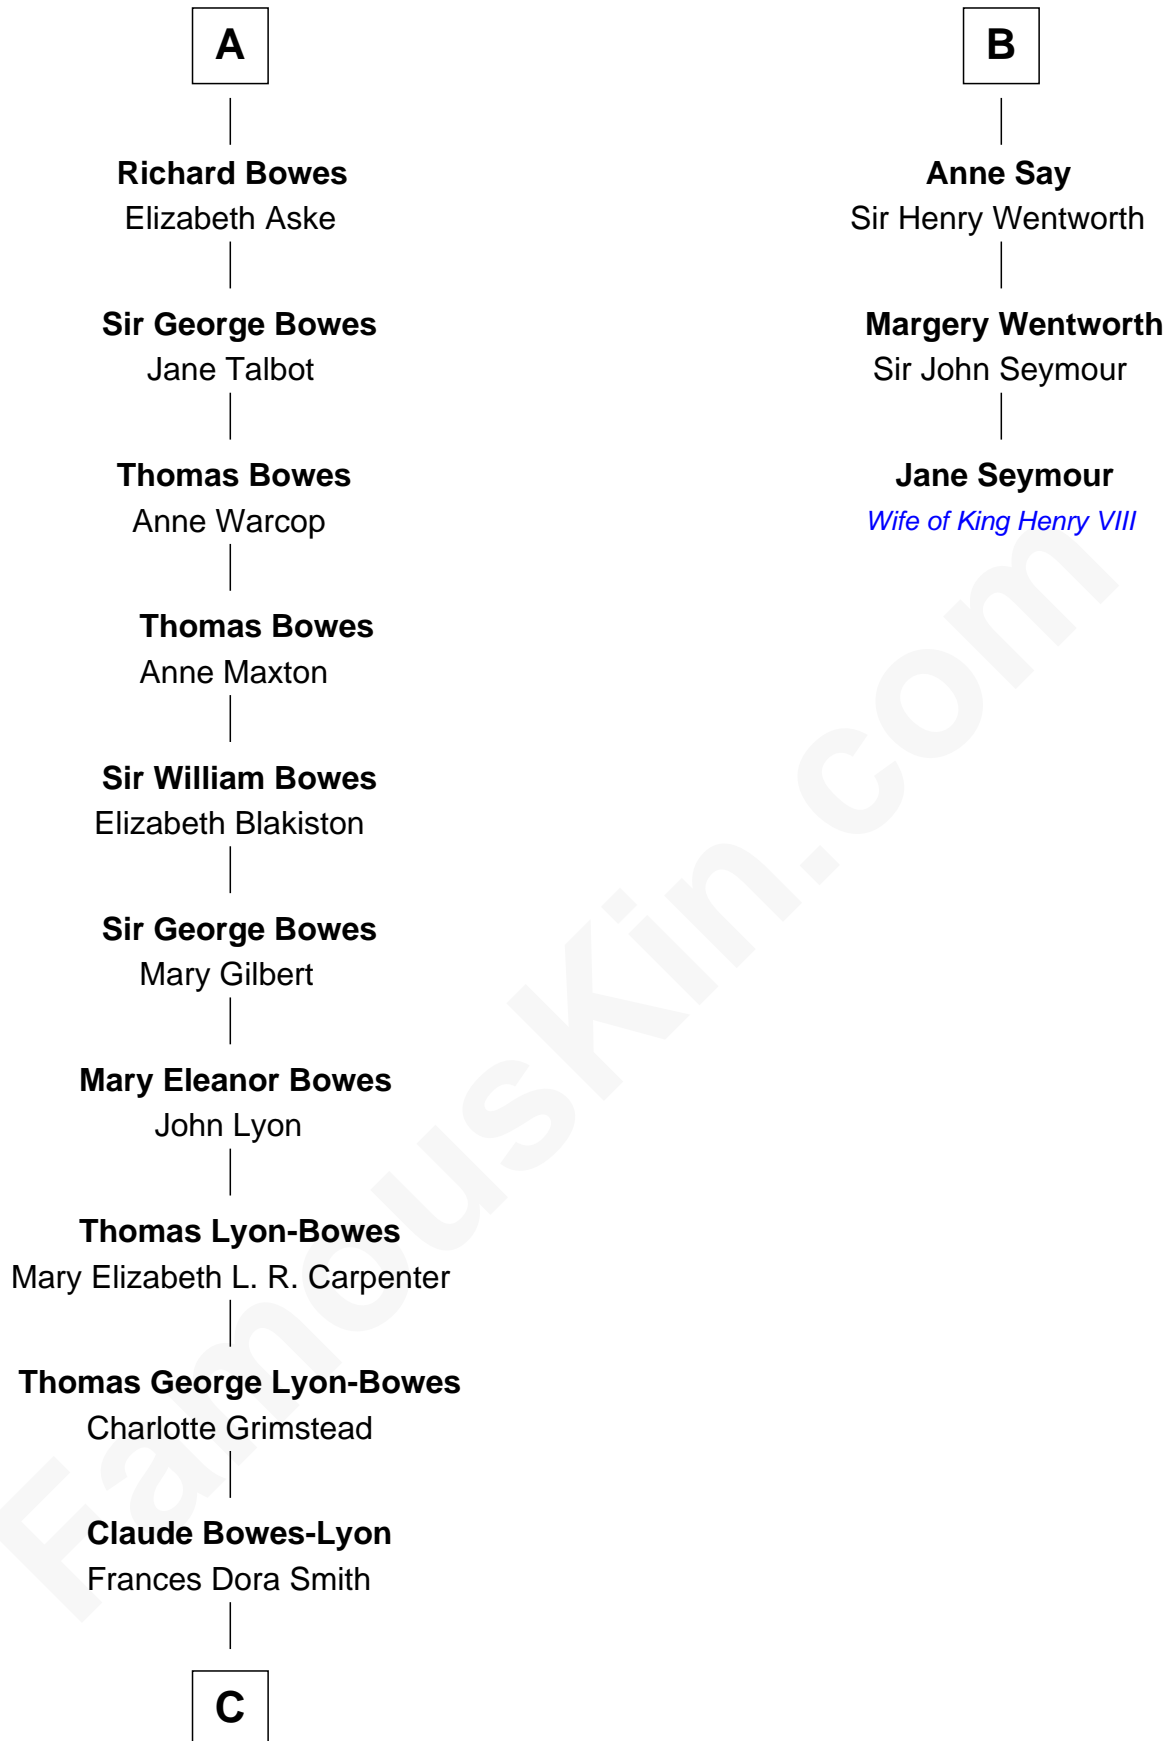 A
Richard Bowes
Elizabeth Aske
Sir George Bowes
Jane Talbot
Thomas Bowes
Anne Warcop
Thomas Bowes
Anne Maxton
Sir William Bowes
Elizabeth Blakiston
Sir George Bowes
Mary Gilbert
Mary Eleanor Bowes
John Lyon
Thomas Lyon-Bowes
Mary Elizabeth L. R. Carpenter
Thomas George Lyon-Bowes
Charlotte Grimstead
Claude Bowes-Lyon
Frances Dora Smith
C
B
Anne Say
Sir Henry Wentworth
Margery Wentworth
Sir John Seymour
Jane Seymour
Wife of King Henry VIII
FamousKin.com